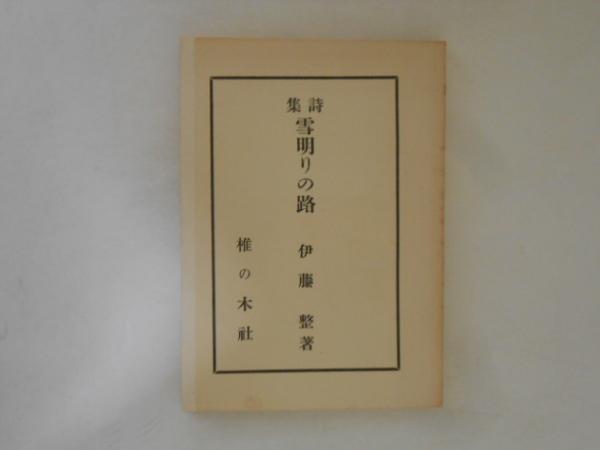 詩集
雪明りの路
伊藤整著
椎の木社